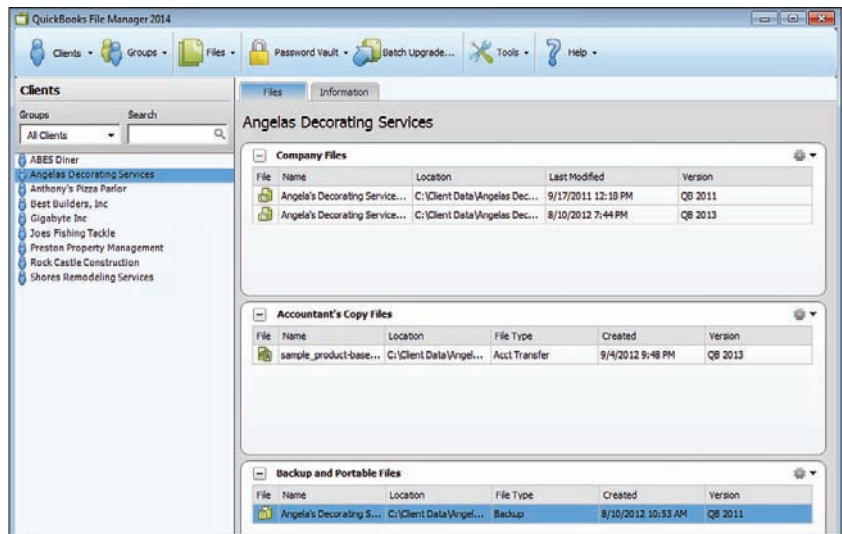 QuickBooks File Manager 2014
Clients Groups Files Password Vault Batch Upgrade... Tools Help
Clients
Groups Search
All Clients
ABES Diner
Angelas Decorating Services
Anthony's Pizza Parlor
Best Builders, Inc
Gigabyte Inc
Joes Fishing Tackle
Preston Property Management
Rock Castle Construction
Shores Remodeling Services
Files Information
Angelas Decorating Services
Company Files
File Name Location Last Modified Version
Angela's Decorating Service... C:\Client Data\Angelas Dec... 9/17/2011 12:18 PM QB 2011
Angela's Decorating Service... C:\Client Data\Angelas Dec... 8/10/2012 7:44 PM QB 2013
Accountant's Copy Files
File Name Location File Type Created Version
sample_product-base... C:\Client Data\Angel... Acct Transfer 9/4/2012 9:48 PM QB 2013
Backup and Portable Files
File Name Location File Type Created Version
Angela's Decorating S... C:\Client Data\Angel... Backup 8/10/2012 10:53 AM QB 2011